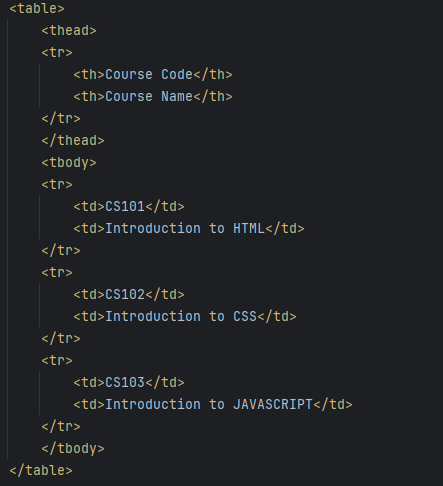 <table>
<thead>
<tr>
<th>Course Code</th>
<th>Course Name</th>
</tr>
</thead>
<tbody>
<tr>
<td>CS101</td>
<td>Introduction to HTML</td>
</tr>
<tr>
<td>CS102</td>
<td>Introduction to CSS</td>
</tr>
<tr>
<td>CS103</td>
<td>Introduction to JAVASCRIPT</td>
</tr>
</tbody>
</table>